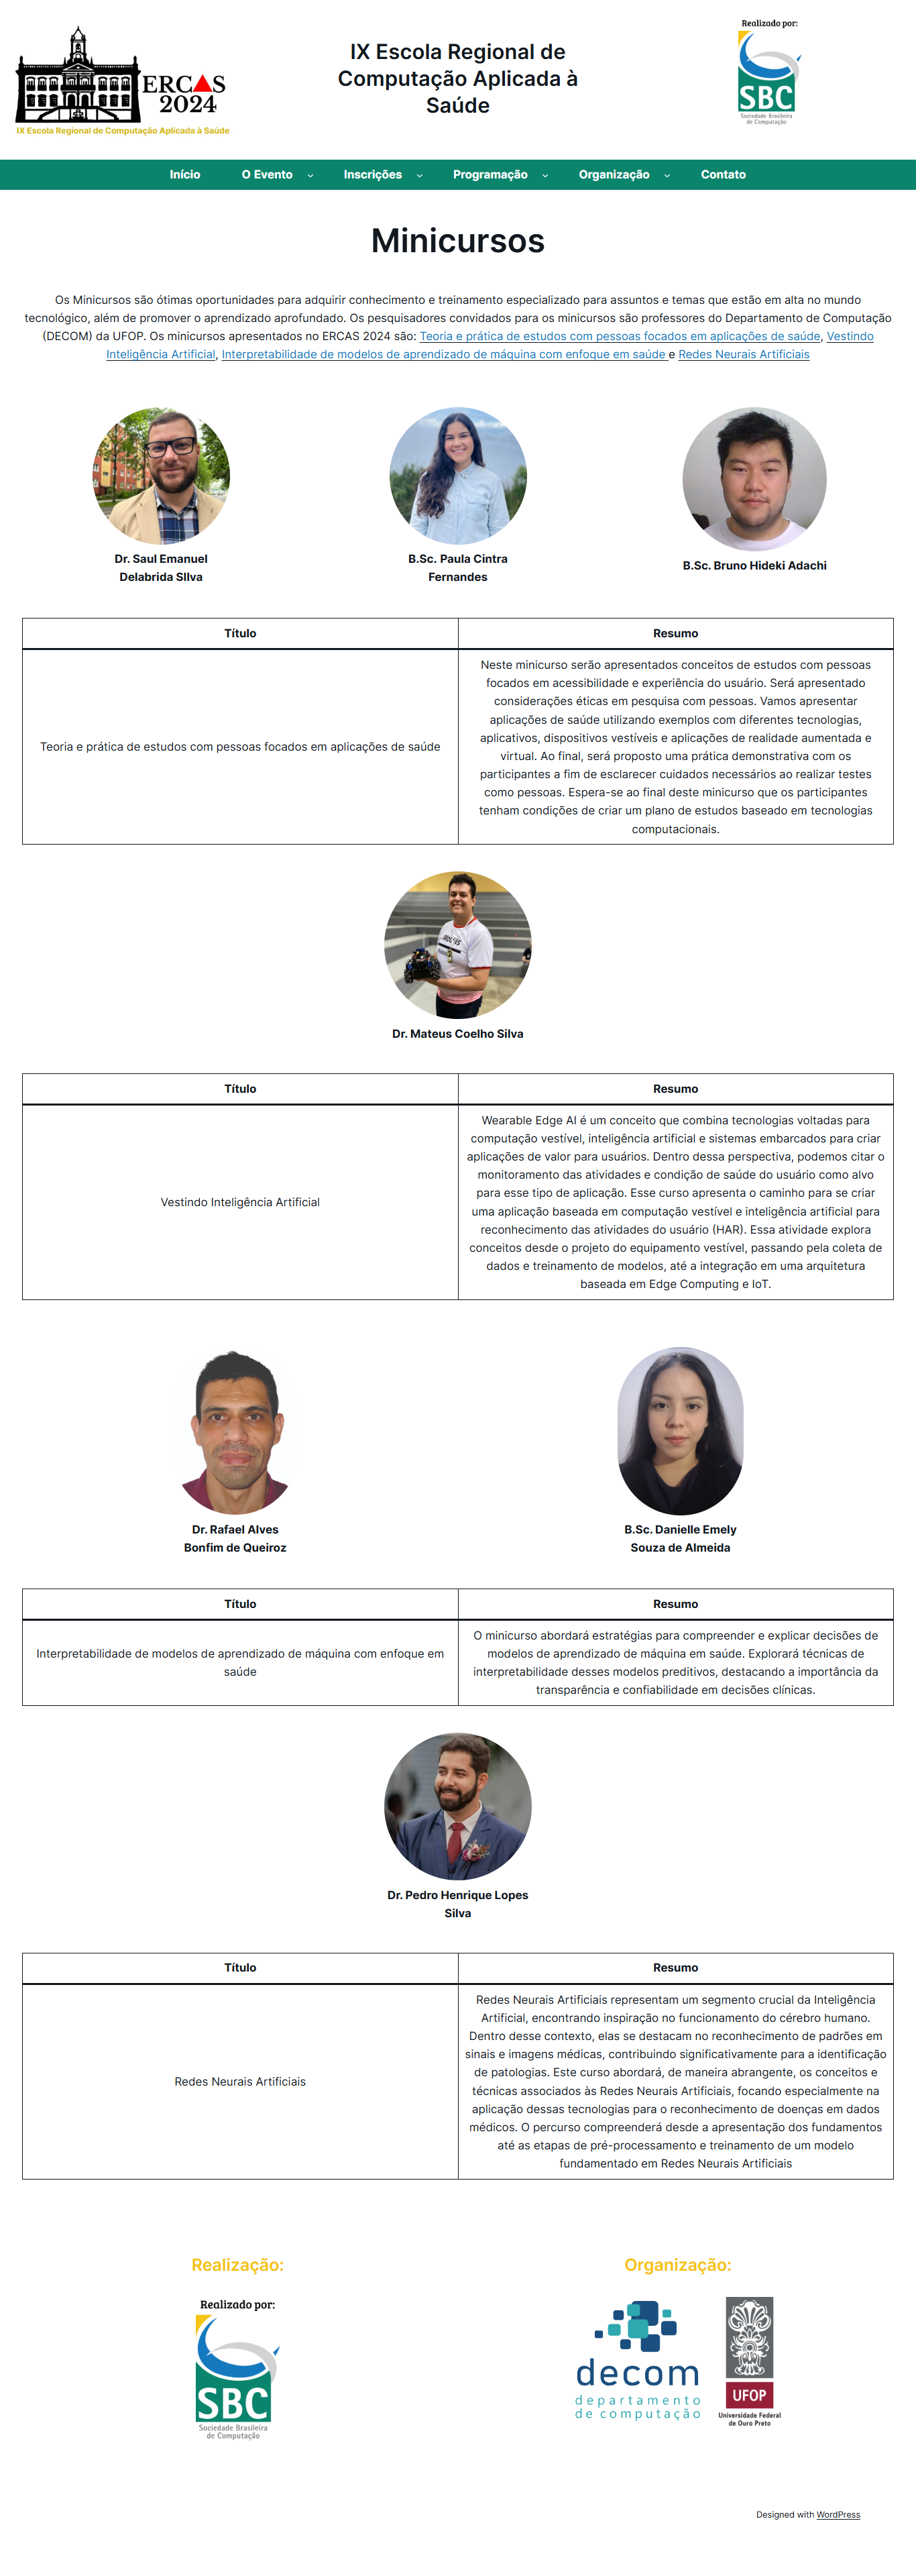 ERCAS
2024
IX Escola Regional de Computação Aplicada à Saúde
IX Escola Regional de
Computação Aplicada à
Saúde
Realizado por:
SBC
Sociedade Brasileira
de Computação
Início
O Evento
Inscrições
Programação
Organização
Contato
Minicursos
Os Minicursos são ótimas oportunidades para adquirir conhecimento e treinamento especializado para assuntos e temas que estão em alta no mundo
tecnológico, além de promover o aprendizado aprofundado. Os pesquisadores convidados para os minicursos são professores do Departamento de Computação
(DECOM) da UFOP. Os minicursos apresentados no ERCAS 2024 são: Teoria e prática de estudos com pessoas focados em aplicações de saúde, Vestindo
Inteligência Artificial, Interpretabilidade de modelos de aprendizado de máquina com enfoque em saúde e Redes Neurais Artificiais
Dr. Saul Emanuel
Delabrida SIlva
B.Sc. Paula Cintra
Fernandes
B.Sc. Bruno Hideki Adachi
Título
Resumo
Teoria e prática de estudos com pessoas focados em aplicações de saúde
Neste minicurso serão apresentados conceitos de estudos com pessoas
focados em acessibilidade e experiência do usuário. Será apresentado
considerações éticas em pesquisa com pessoas. Vamos apresentar
aplicações de saúde utilizando exemplos com diferentes tecnologias,
aplicativos, dispositivos vestíveis e aplicações de realidade aumentada e
virtual. Ao final, será proposto uma prática demonstrativa com os
participantes a fim de esclarecer cuidados necessários ao realizar testes
como pessoas. Espera-se ao final deste minicurso que os participantes
tenham condições de criar um plano de estudos baseado em tecnologias
computacionais.
Dr. Mateus Coelho Silva
Título
Resumo
Vestindo Inteligência Artificial
Wearable Edge AI é um conceito que combina tecnologias voltadas para
computação vestível, inteligência artificial e sistemas embarcados para criar
aplicações de valor para usuários. Dentro dessa perspectiva, podemos citar o
monitoramento das atividades e condição de saúde do usuário como alvo
para esse tipo de aplicação. Esse curso apresenta o caminho para se criar
uma aplicação baseada em computação vestível e inteligência artificial para
reconhecimento das atividades do usuário (HAR). Essa atividade explora
conceitos desde o projeto do equipamento vestível, passando pela coleta de
dados e treinamento de modelos, até a integração em uma arquitetura
baseada em Edge Computing e IoT.
Dr. Rafael Alves
Bonfim de Queiroz
B.Sc. Danielle Emely
Souza de Almeida
Título
Resumo
Interpretabilidade de modelos de aprendizado de máquina com enfoque em
saúde
O minicurso abordará estratégias para compreender e explicar decisões de
modelos de aprendizado de máquina em saúde. Explorará técnicas de
interpretabilidade desses modelos preditivos, destacando a importância da
transparência e confiabilidade em decisões clínicas.
Dr. Pedro Henrique Lopes
Silva
Título
Resumo
Redes Neurais Artificiais
Redes Neurais Artificiais representam um segmento crucial da Inteligência
Artificial, encontrando inspiração no funcionamento do cérebro humano.
Dentro desse contexto, elas se destacam no reconhecimento de padrões em
sinais e imagens médicas, contribuindo significativamente para a identificação
de patologias. Este curso abordará, de maneira abrangente, os conceitos e
técnicas associados às Redes Neurais Artificiais, focando especialmente na
aplicação dessas tecnologias para o reconhecimento de doenças em dados
médicos. O percurso compreenderá desde a apresentação dos fundamentos
até as etapas de pré-processamento e treinamento de um modelo
fundamentado em Redes Neurais Artificiais
Realização:
Realizado por:
SBC
Sociedade Brasileira
de Computação
Organização:
decom
departamento
de computação
UFOP
Universidade Federal
de Ouro Preto
Designed with WordPress